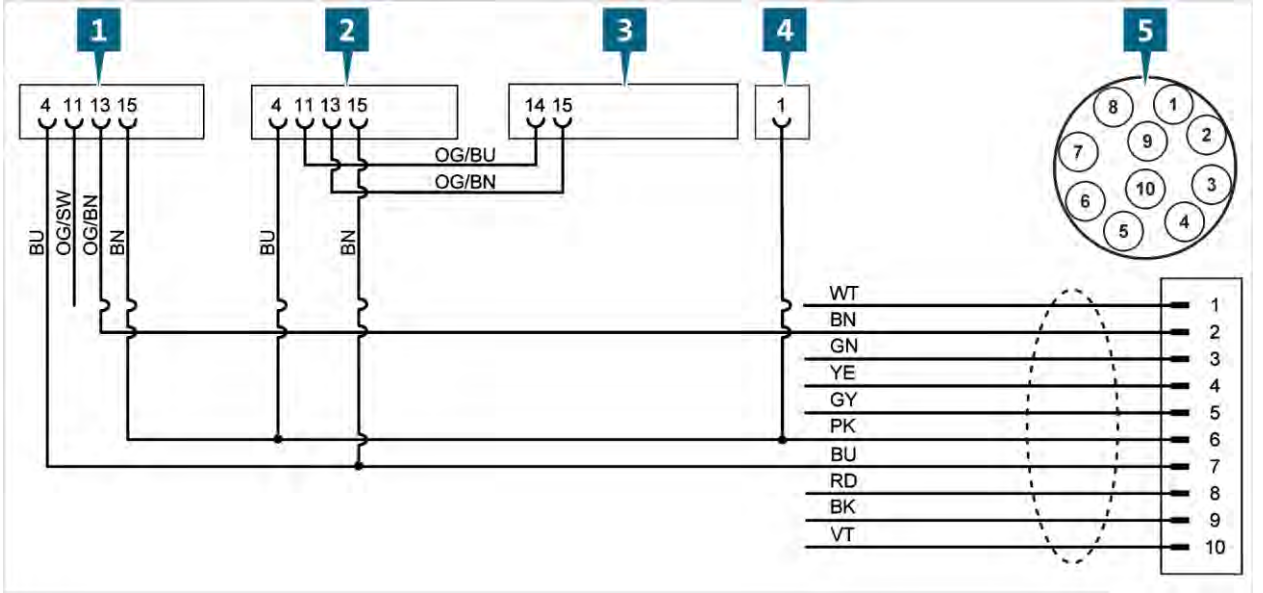 1 2 3 4 5
4 11 13 15
4 11 13 15
14 15
1
8 1
9 2
7
10 3
6
5 4
OG/BU
OG/BN
BU OG/SW OG/BN BN
BU BN
WT 1
BN 2
GN 3
YE 4
GY 5
PK 6
BU 7
RD 8
BK 9
VT 10